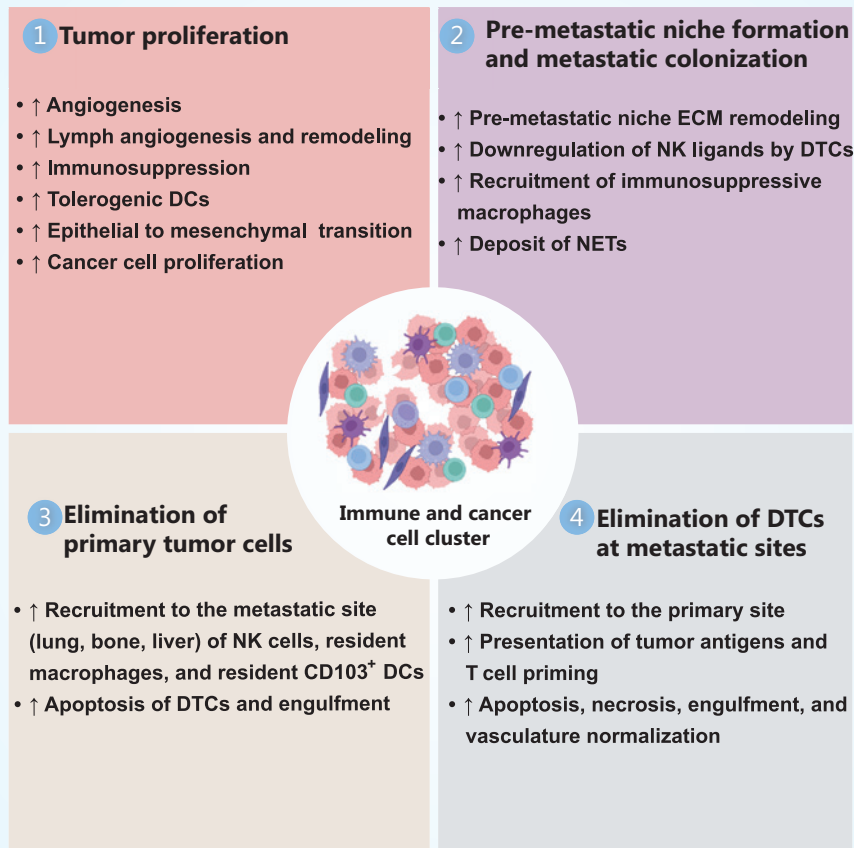 1 Tumor proliferation
• ↑ Angiogenesis
• ↑ Lymph angiogenesis and remodeling
• ↑ Immunosuppression
• ↑ Tolerogenic DCs
• ↑ Epithelial to mesenchymal transition
• ↑ Cancer cell proliferation
2 Pre-metastatic niche formation
and metastatic colonization
• ↑ Pre-metastatic niche ECM remodeling
• ↑ Downregulation of NK ligands by DTCs
• ↑ Recruitment of immunosuppressive
macrophages
• ↑ Deposit of NETs
Immune and cancer
cell cluster
3 Elimination of
primary tumor cells
• ↑ Recruitment to the metastatic site
(lung, bone, liver) of NK cells, resident
macrophages, and resident CD103⁺ DCs
• ↑ Apoptosis of DTCs and engulfment
4 Elimination of DTCs
at metastatic sites
• ↑ Recruitment to the primary site
• ↑ Presentation of tumor antigens and
T cell priming
• ↑ Apoptosis, necrosis, engulfment, and
vasculature normalization